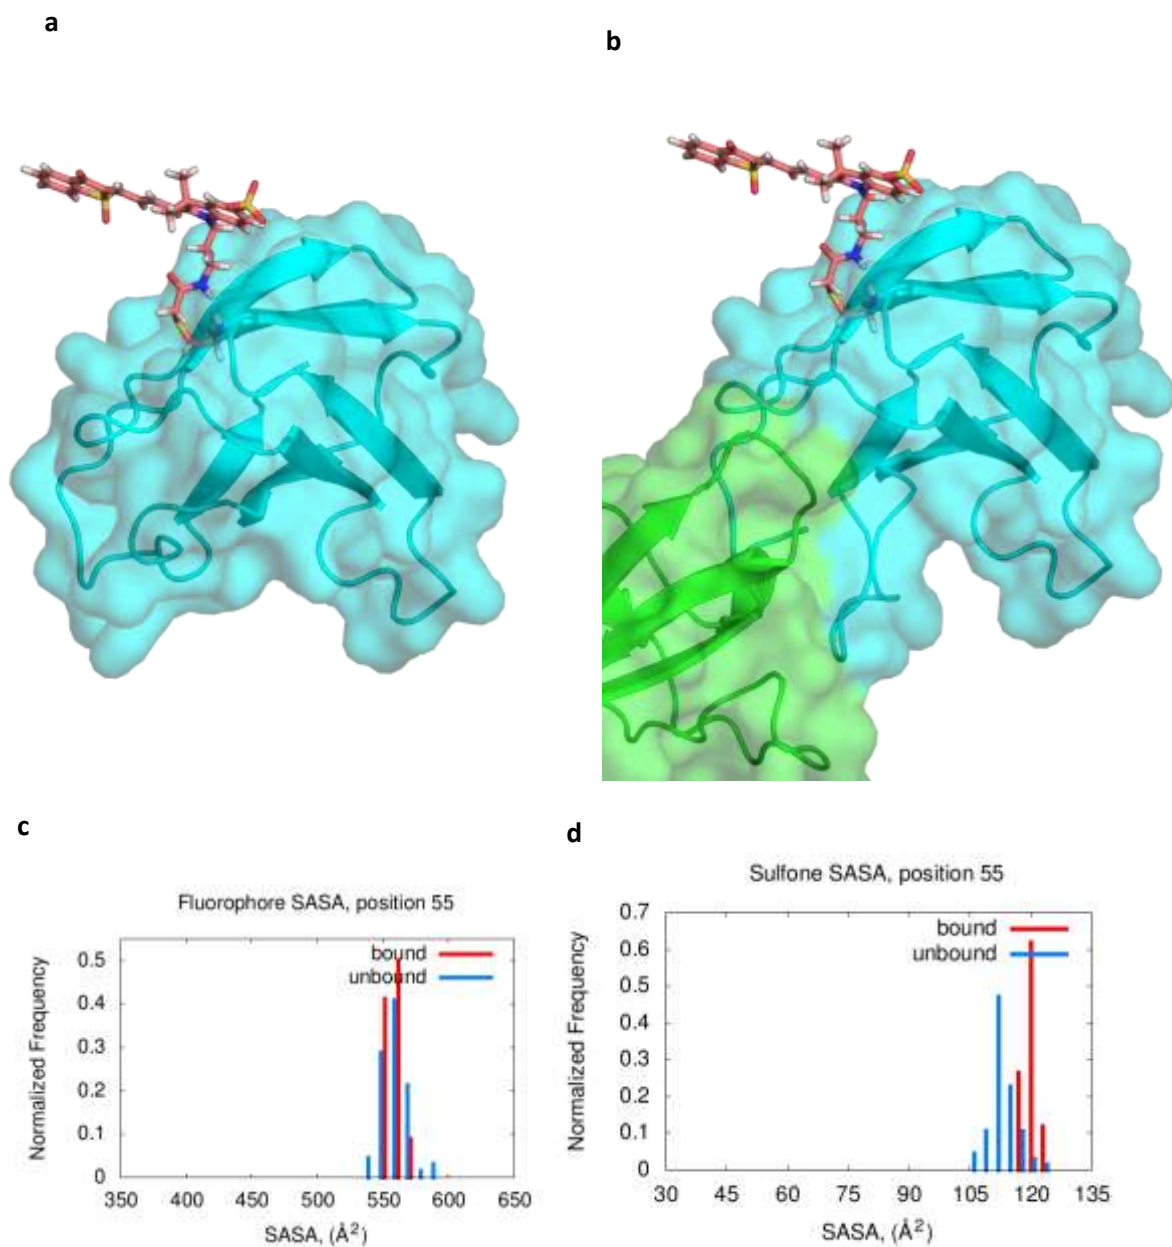 a
b
c
Fluorophore SASA, position 55
Normalized Frequency
0.5
0.4
0.3
0.2
0.1
0
bound
unbound
350 400 450 500 550 600 650
SASA, (Å²)
d
Sulfone SASA, position 55
Normalized Frequency
0.7
0.6
0.5
0.4
0.3
0.2
0.1
0
bound
unbound
30 45 60 75 90 105 120 135
SASA, (Å²)